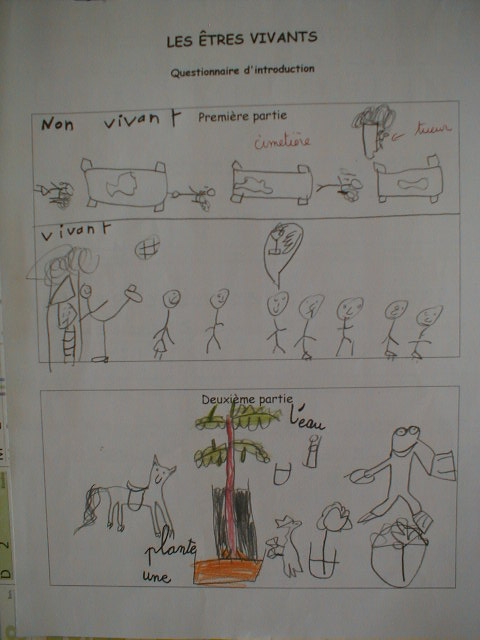 LES ÊTRES VIVANTS
Questionnaire d'introduction
Non vivant
Première partie
cimetière
tueur
vivant
Deuxième partie
l'eau
plante
une